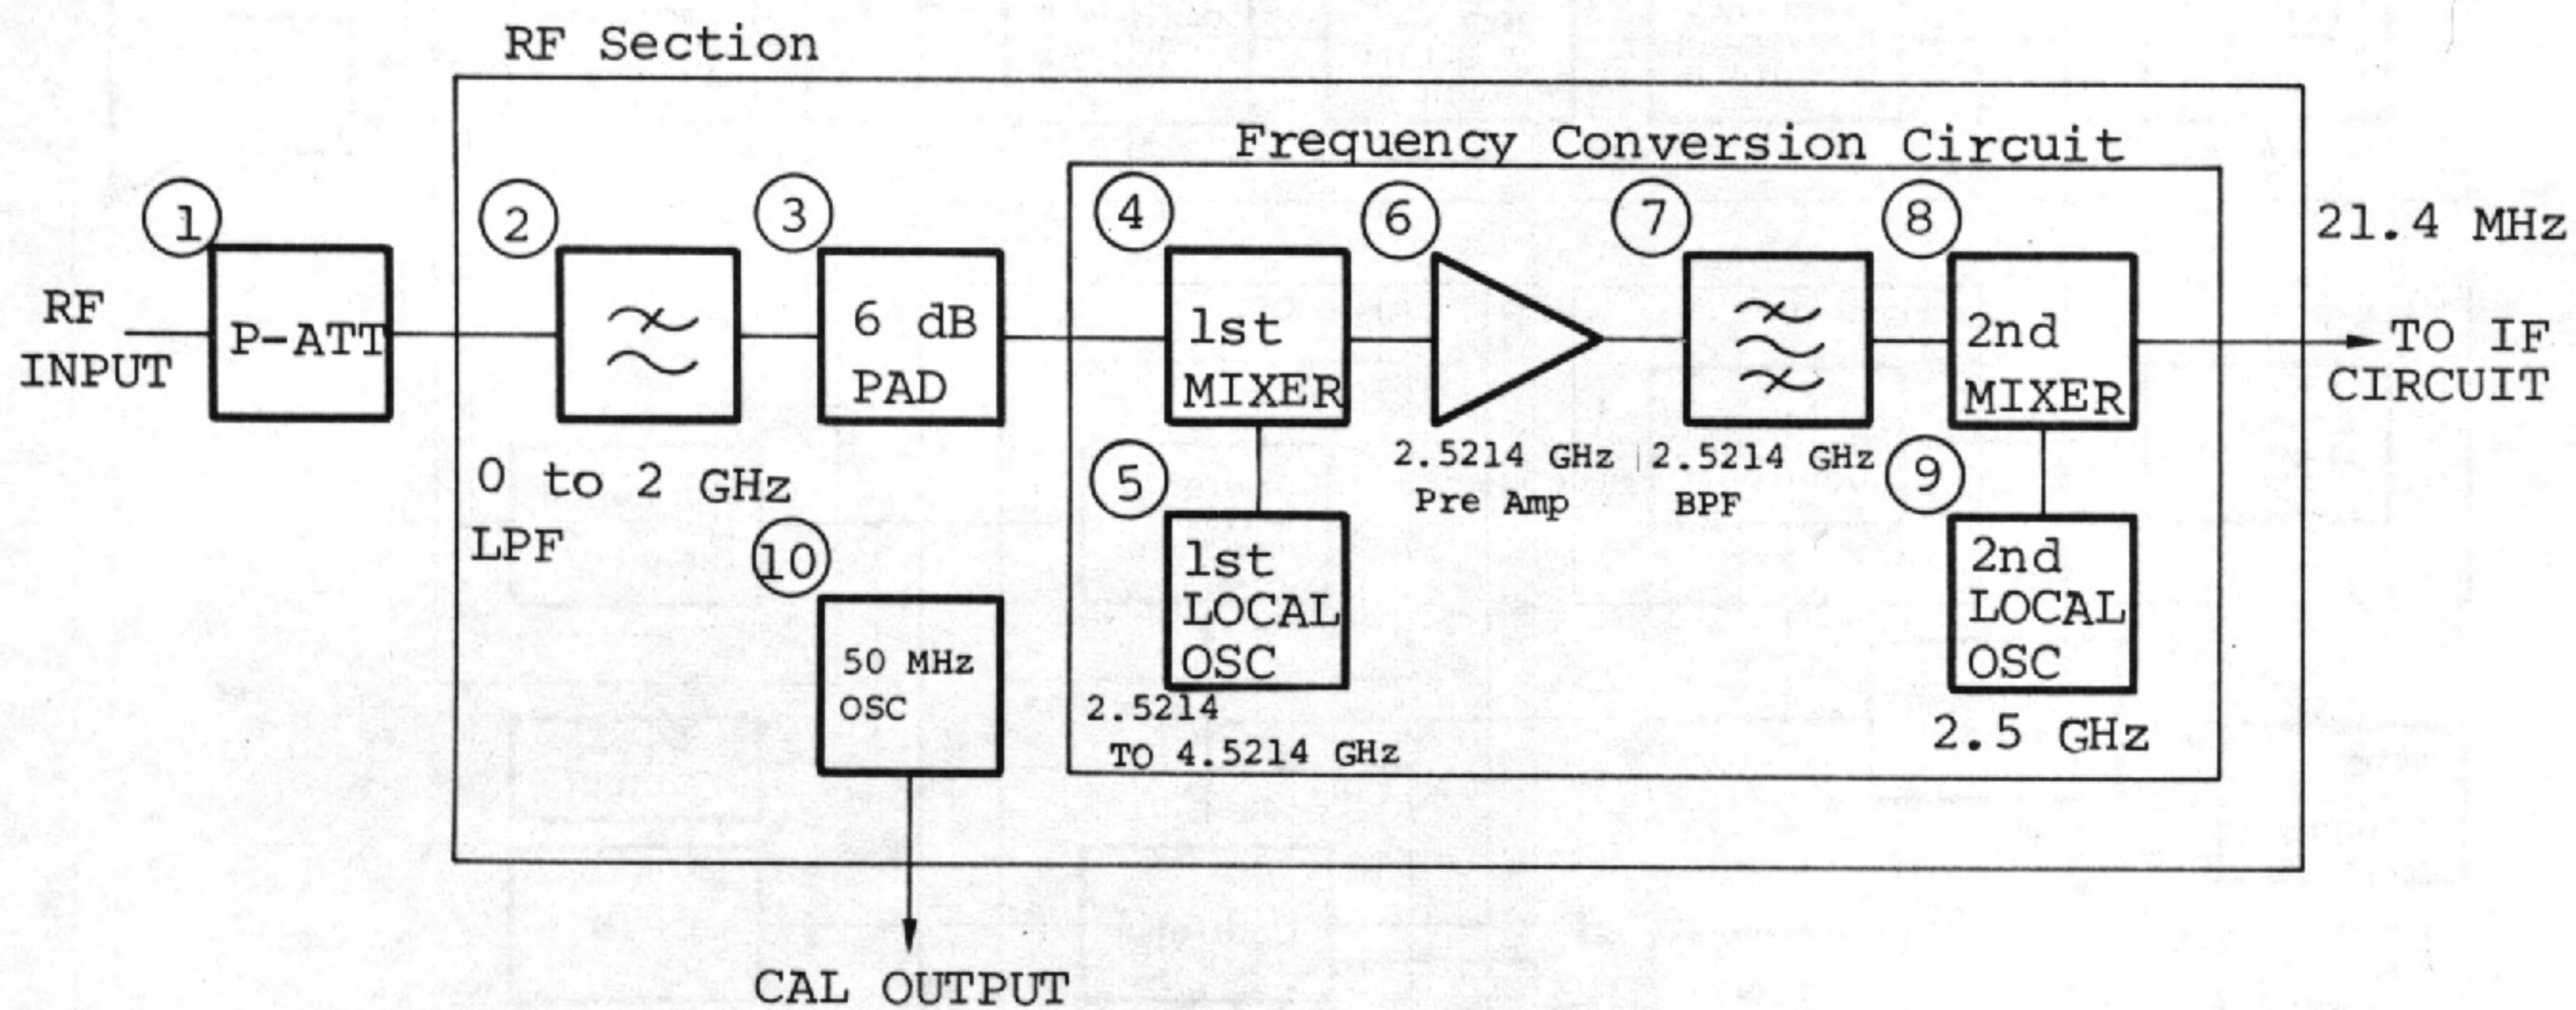 RF Section
Frequency Conversion Circuit
1
2
3
4
6
7
8
21.4 MHz
RF
INPUT
P-ATT
6 dB
PAD
1st
MIXER
2nd
MIXER
TO IF
CIRCUIT
0 to 2 GHz
LPF
2.5214 GHz
Pre Amp
2.5214 GHz
BPF
5
1st
LOCAL
OSC
2.5214
TO 4.5214 GHz
9
2nd
LOCAL
OSC
2.5 GHz
10
50 MHz
OSC
CAL OUTPUT